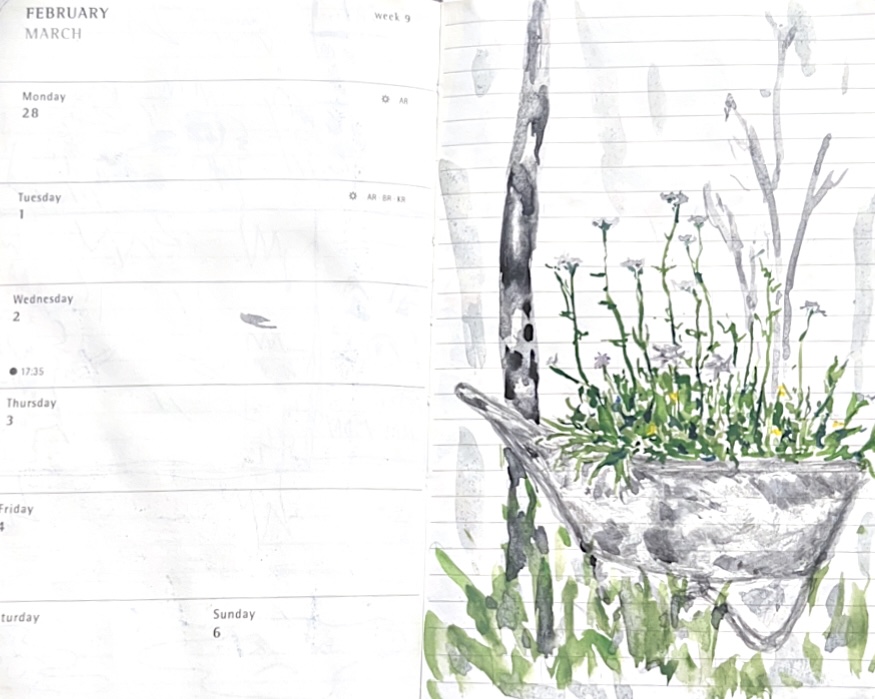 FEBRUARY
MARCH
week 9
Monday
28
AR
Tuesday
1
AR BR KR
Wednesday
2
17:35
Thursday
3
Friday
4
turday
Sunday
6